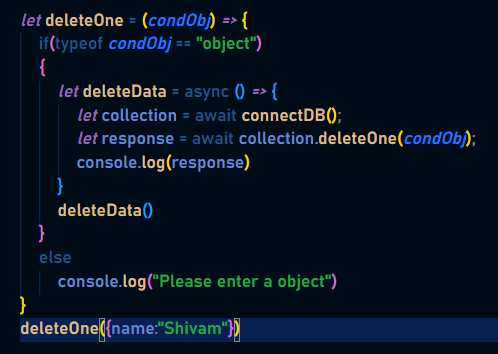 let deleteOne = (condObj) => {
if(typeof condObj == "object")
{
let deleteData = async () => {
let collection = await connectDB();
let response = await collection.deleteOne(condObj);
console.log(response)
}
deleteData()
}
else
console.log("Please enter a object")
}
deleteOne({name:"Shivam"})